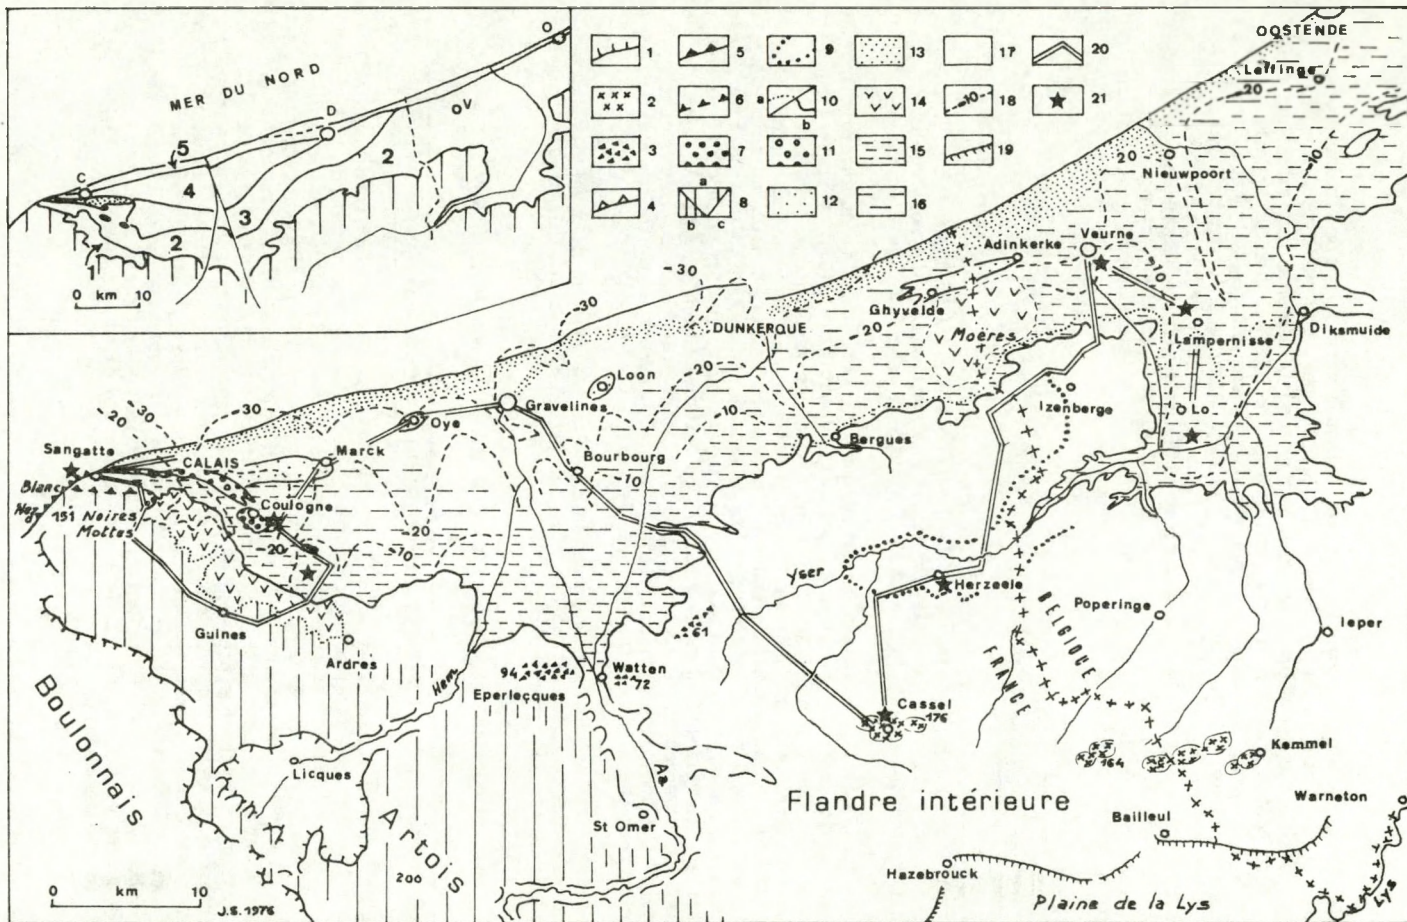 MER DU NORD
O
V
D
C
5
4
3
2
2
1
0 km 10
1
2
3
4
5
6
7
a
b c
8
9
a 10
b
11
12
13
14
15
16
17
10 18
19
20
21
OOSTENDE
Leffinge
20
20
10
Nieuwpoort
Adinkerke
Veurne
-10
Ghyvelde
20
Moëres
Lampernisse
Diksmuide
-30
-30
DUNKERQUE
-20
-10
Loon
Izenberge
Lo
Gravelines
Oye
-30
-30
-20
Marck
Bourbourg
-10
Bergues
Sangatte
CALAIS
Blanc
Nez
151 Noires
Mottes
Coulogne
-20
-20
-10
Yser
Herzeele
Poperinge
Ieper
BELGIQUE
FRANCE
Guines
Ardres
Hem
94
Eperlecques
Watten
72
61
Cassel
176
164
Kemmel
Boulonnais
Licques
Artois
200
Aa
St Omer
Flandre intérieure
Warneton
Bailleul
Hazebrouck
Plaine de la Lys
Lys
0 km 10
J.S. 1976